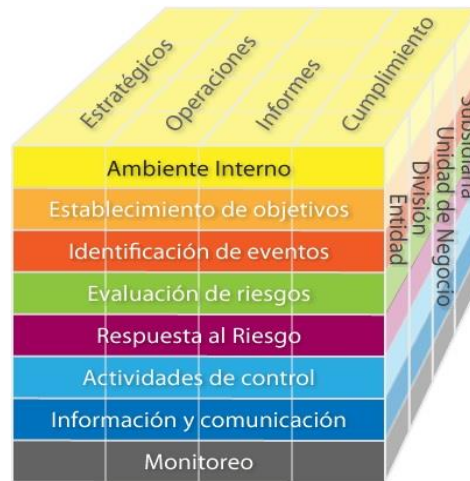 Estratégicos
Operaciones
Informes
Cumplimiento
Ambiente Interno
Establecimiento de objetivos
Identificación de eventos
Evaluación de riesgos
Respuesta al Riesgo
Actividades de control
Información y comunicación
Monitoreo
Entidad
División
Unidad de Negocio
Subsidiaria